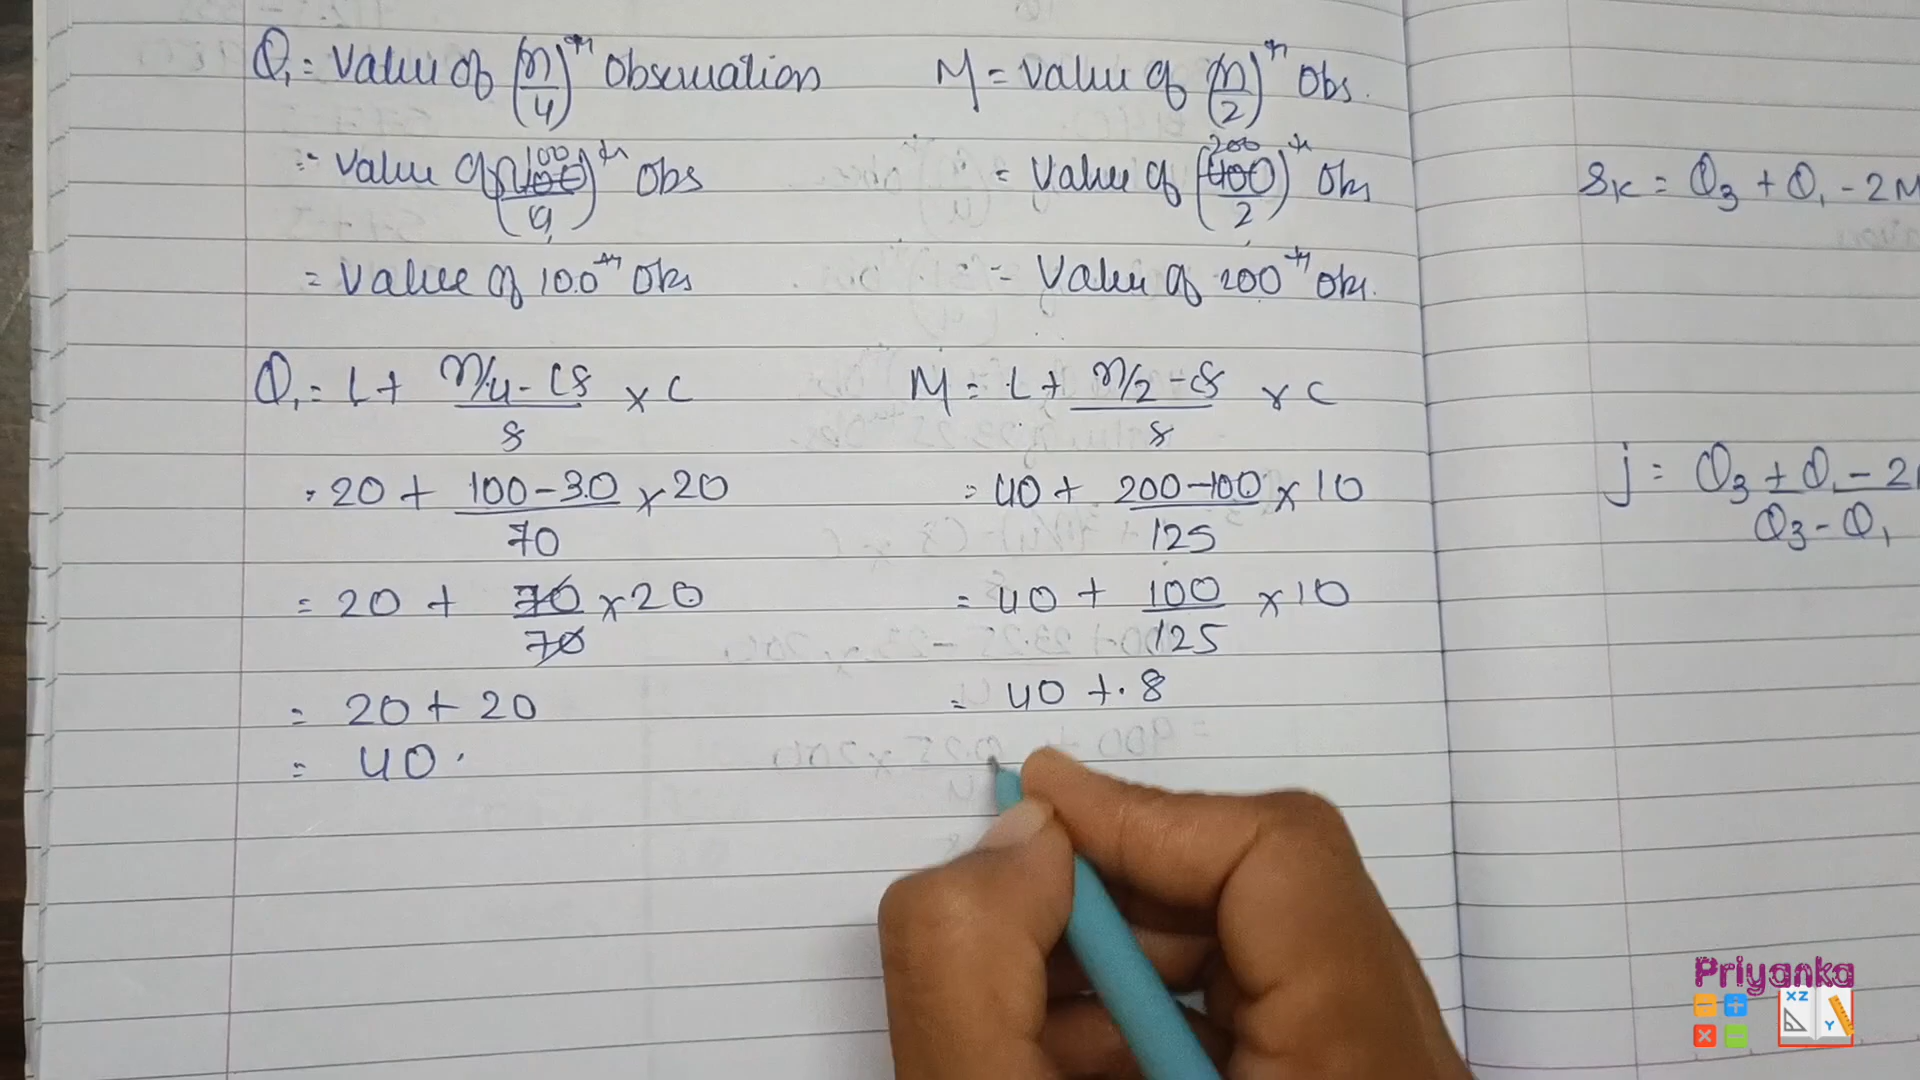 Q₁ = Value of (n/4)th Observation
= Value of (400/4)th Obs
100
= Value of 100th Obs
Q₁ = L + n/4 - cf / f × C
= 20 + 100-30 / 70 × 20
= 20 + 70/70 × 20
= 20 + 20
= 40.
M = Value of (n/2)th Obs.
200
= Value of (400/2)th Obs
= Value of 200th Obs.
M = L + n/2 - cf / f × C
= 40 + 200-100 / 125 × 10
= 40 + 100/125 × 10
= 40 + 8
Sk = Q₃ + Q₁ - 2M
j = Q₃ + Q₁ - 2
Q₃ - Q₁
Priyanka
XZ
Y